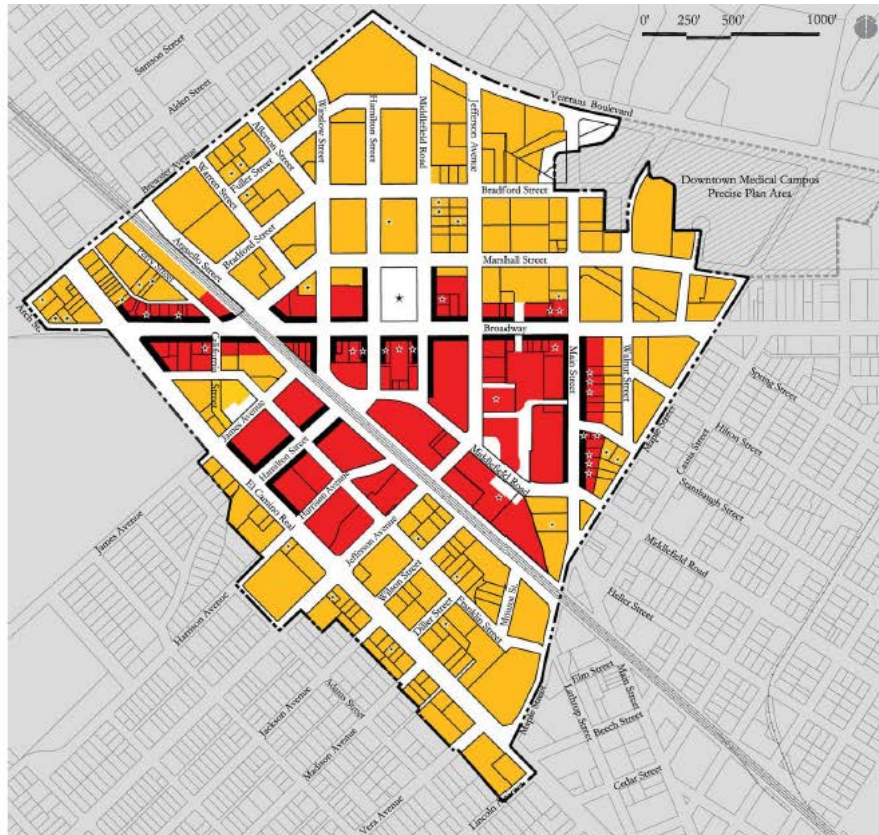 0' 250' 500' 1000'
Samson Street
Alden Street
Veterans Boulevard
Allerton Street
Winslow Street
Hamilton Street
Middlefield Road
Jefferson Avenue
Brewster Avenue
Warren Street
Fuller Street
Downtown Medical Campus
Precise Plan Area
Bradford Street
Perry Street
Arguello Street
Bradford Street
Marshall Street
Arch St.
Broadway
California Street
Main Street
Walnut Street
Spring Street
James Avenue
Maple Street
Cassia Street
Hilton Street
Hamilton Street
Stambaugh Street
El Camino Real
Harrison Avenue
Middlefield Road
James Avenue
Jefferson Avenue
Middlefield Road
Harrison Avenue
Wilson Street
Heller Street
Diller Street
Franklin Street
Monroe St.
Elm Street
Main Street
Adams Street
Maple Street
Lathrop Street
Beech Street
Jackson Avenue
Madison Avenue
Cedar Street
Vera Avenue
Lincoln